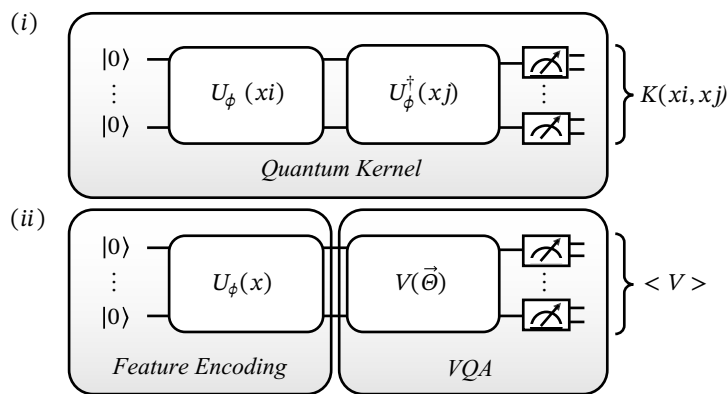 (i)
|0⟩ U_ϕ (xi) U_ϕ^†(xj)
⋮ ⋮ K(xi, xj)
|0⟩
Quantum Kernel
(ii)
|0⟩
⋮ U_ϕ(x) V(Θ⃗) ⋮ < V >
|0⟩
Feature Encoding VQA